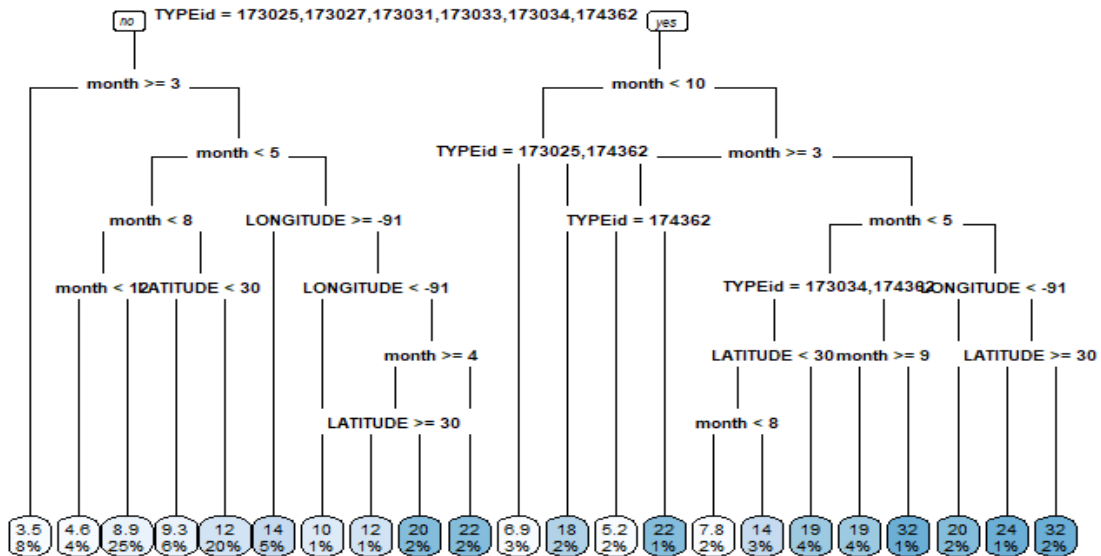 no TYPEid = 173025,173027,173031,173033,173034,174362 yes
month >= 3 month < 10
month < 5 TYPEid = 173025,174362 month >= 3
month < 8 LONGITUDE >= -91 TYPEid = 174362 month < 5
month < 12 LATITUDE < 30 LONGITUDE < -91 TYPEid = 173034,174362 LONGITUDE < -91
month >= 4 LATITUDE < 30 month >= 9 LATITUDE >= 30
LATITUDE >= 30 month < 8
3.5 4.6 8.9 9.3 12 14 10 12 20 22 6.9 18 5.2 22 7.8 14 19 19 32 20 24 32
8% 4% 25% 6% 20% 5% 1% 1% 2% 2% 3% 2% 2% 1% 2% 3% 4% 4% 1% 2% 1% 2%